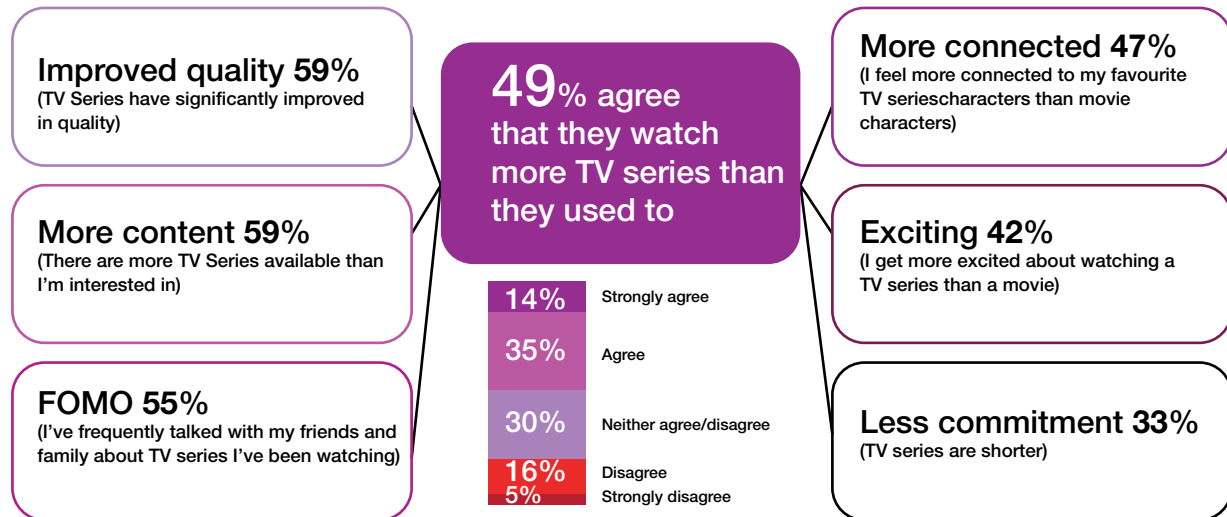 Improved quality 59%
(TV Series have significantly improved
in quality)
More content 59%
(There are more TV Series available than
I'm interested in)
FOMO 55%
(I've frequently talked with my friends and
family about TV series I've been watching)
49% agree
that they watch
more TV series than
they used to
14% Strongly agree
35% Agree
30% Neither agree/disagree
16% Disagree
5% Strongly disagree
More connected 47%
(I feel more connected to my favourite
TV seriescharacters than movie
characters)
Exciting 42%
(I get more excited about watching a
TV series than a movie)
Less commitment 33%
(TV series are shorter)